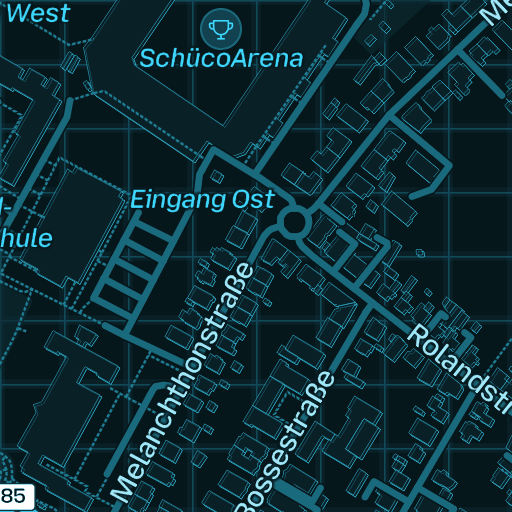 West
SchücoArena
Eingang Ost
hule
Melanchthonstraße
Rolandstr
Bossestraße
85